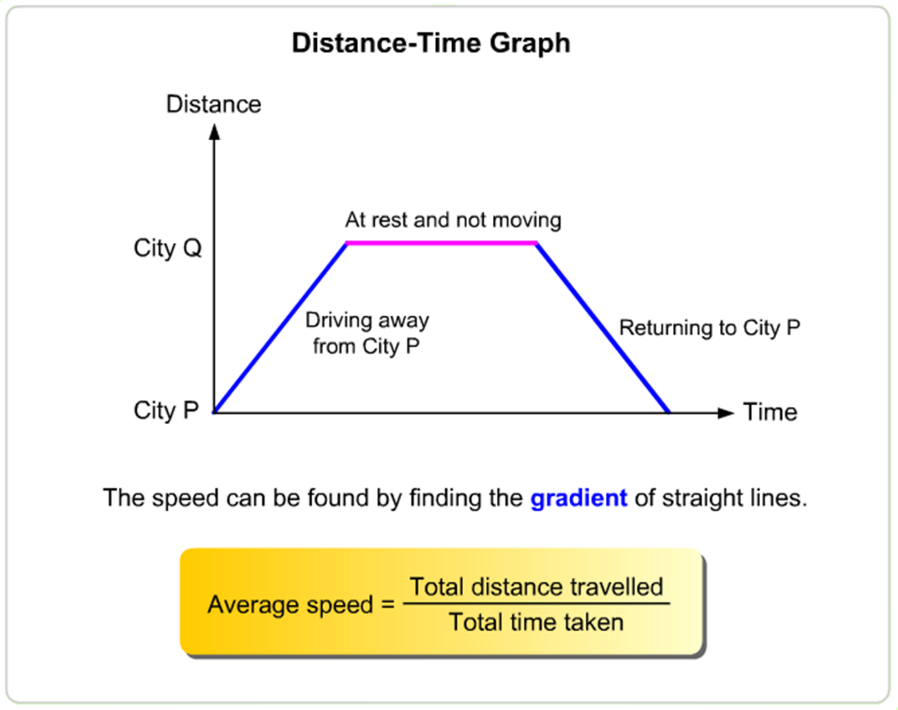 Distance-Time Graph
Distance
At rest and not moving
City Q
Driving away
from City P
Returning to City P
City P
Time
The speed can be found by finding the gradient of straight lines.
Average speed = Total distance travelled
Total time taken